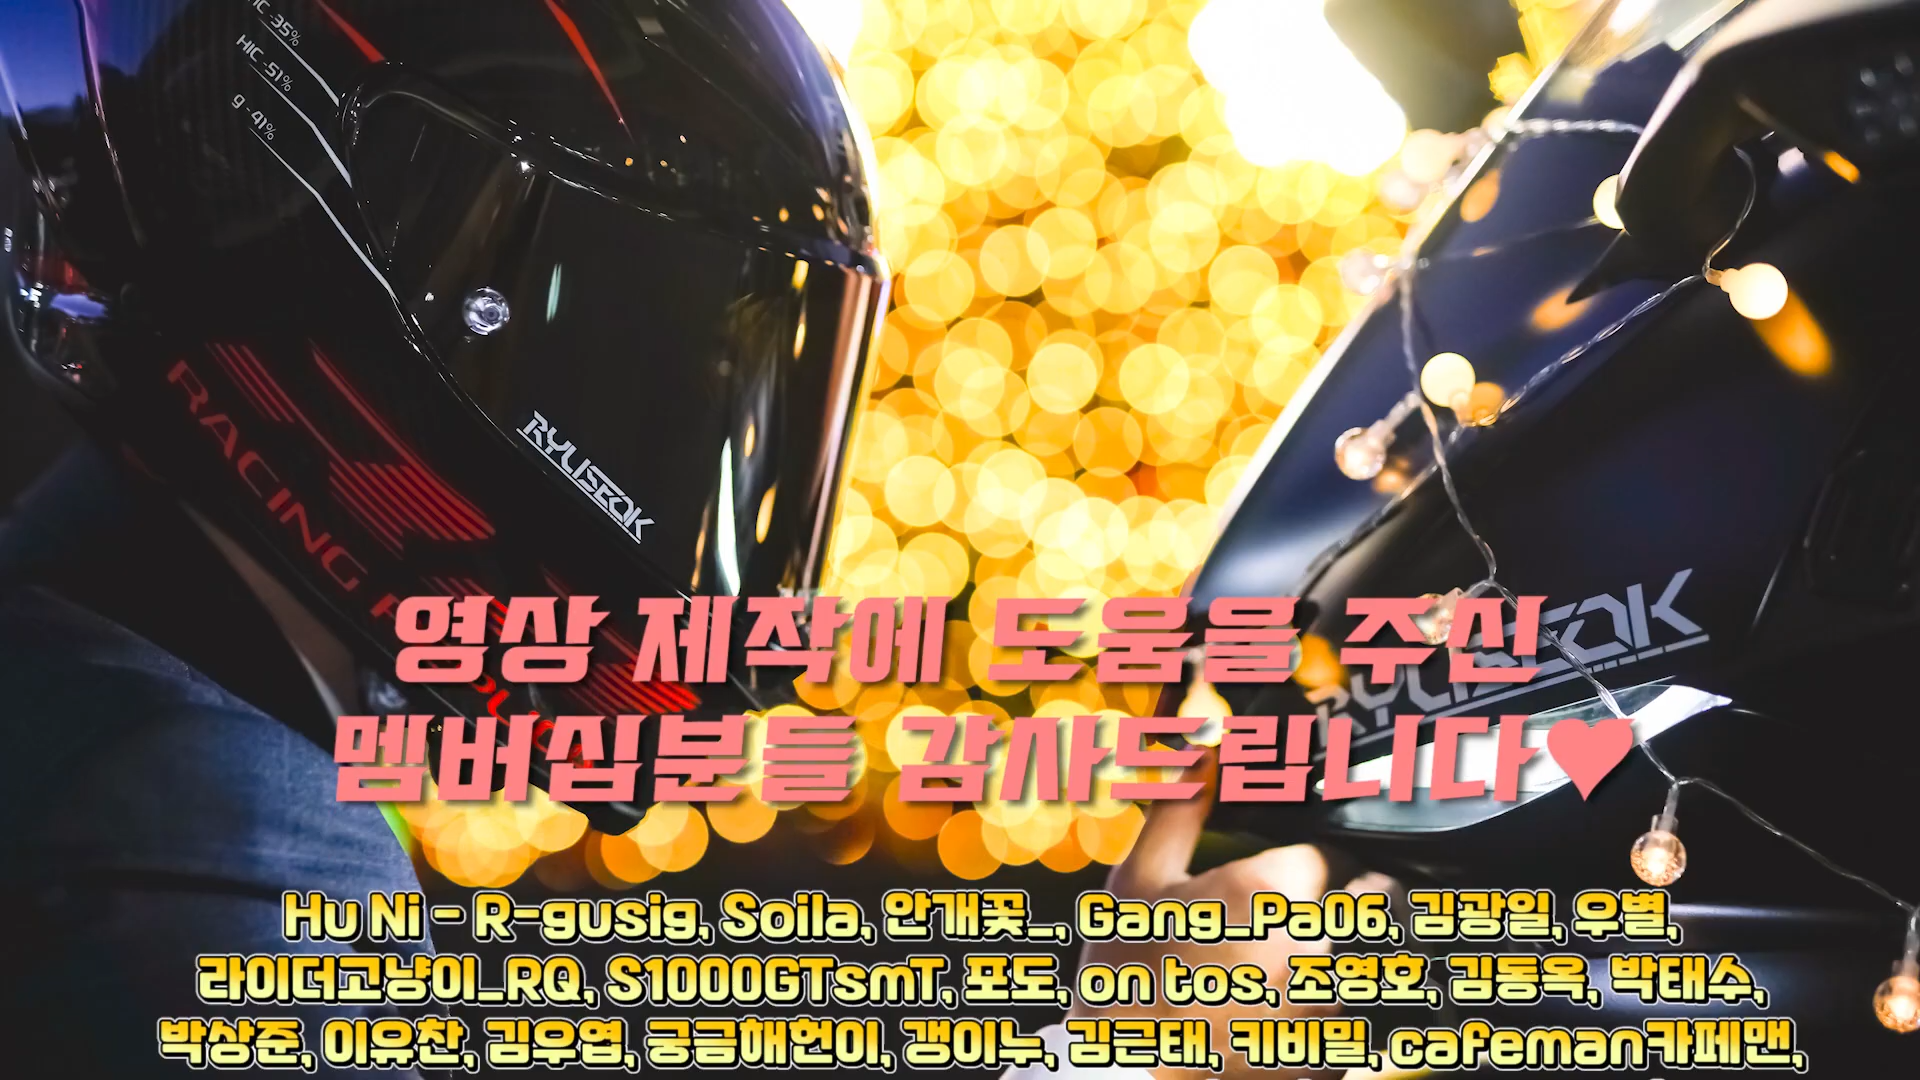 HIC -35%
HIC -51%
g -41%
RACING
RYUSEOK
RYUSEOK
영상 제작에 도움을 주신
멤버십분들 감사드립니다♥
Hu Ni - R-gusig, Soila, 안개꽃_, Gang_Pa06, 김광일, 우별,
라이더고냥이_RQ, S1000GTsmT, 포도, on tos, 조영호, 김동옥, 박태수,
박상준, 이유찬, 김우엽, 궁금해헌이, 갱이누, 김근태, 키비밀, cafeman카페맨,